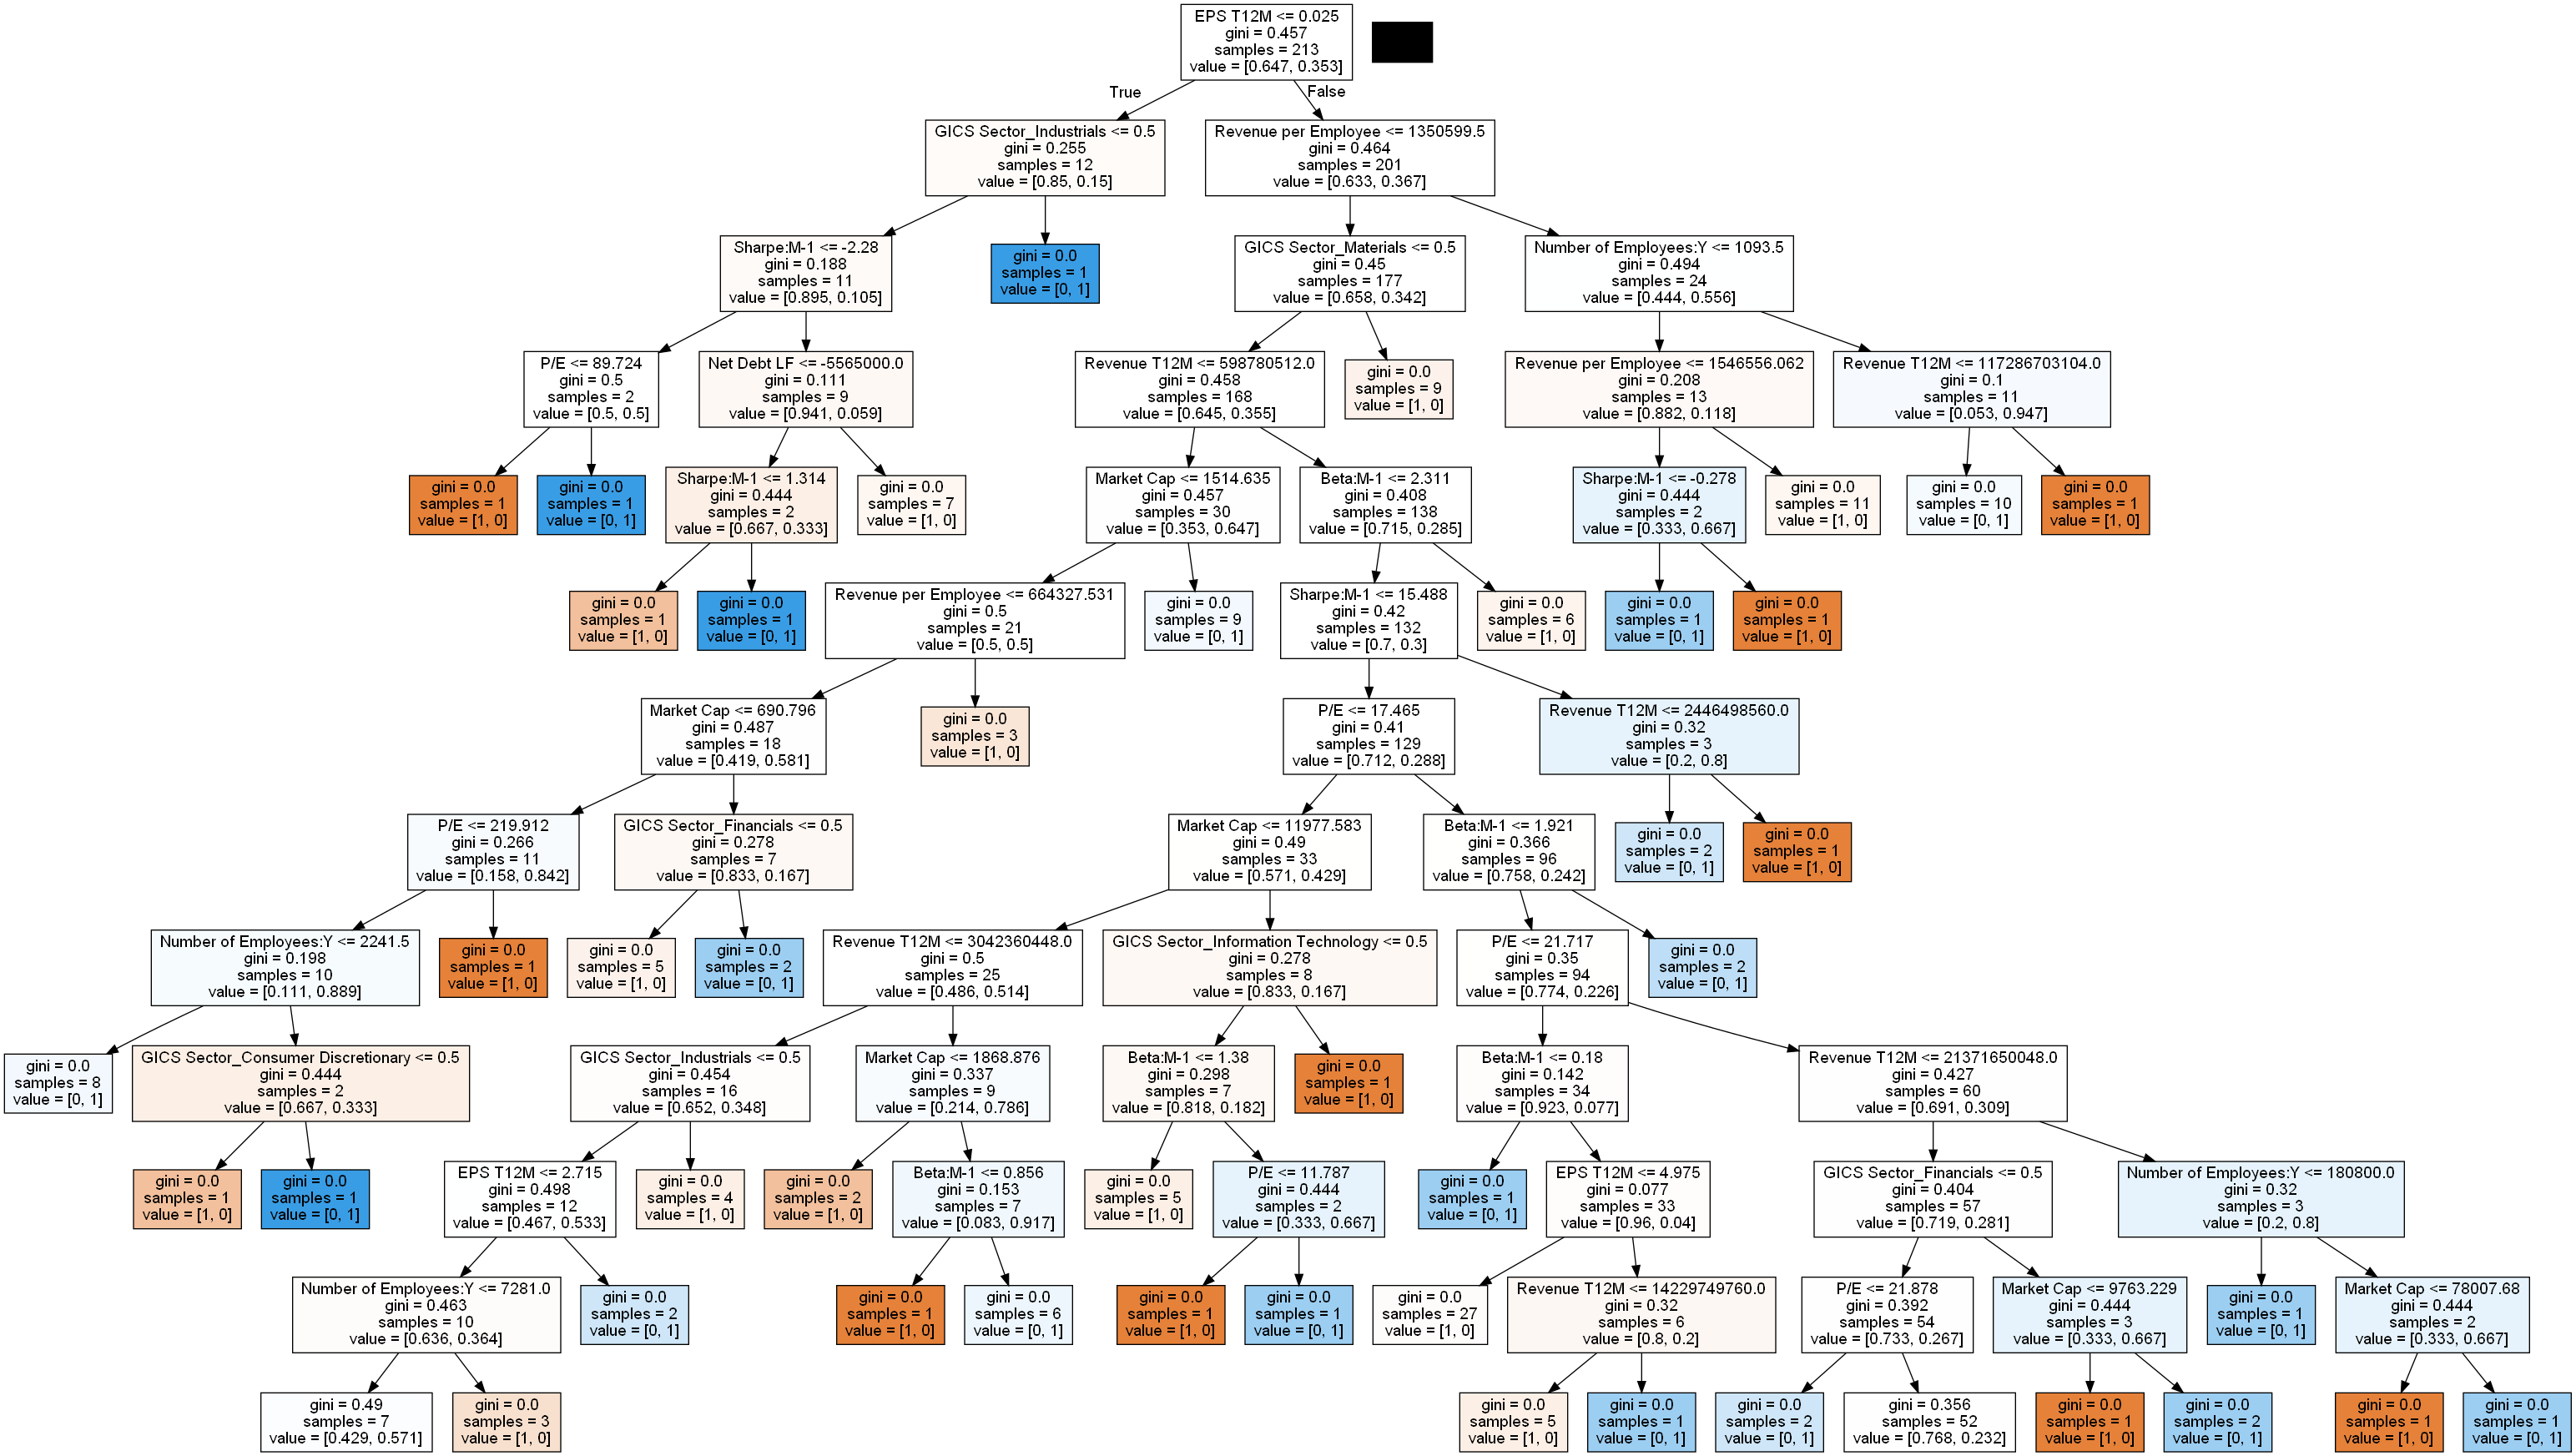 EPS T12M <= 0.025
gini = 0.457
samples = 213
value = [0.647, 0.353]
True
False
GICS Sector_Industrials <= 0.5
gini = 0.255
samples = 12
value = [0.85, 0.15]
Revenue per Employee <= 1350599.5
gini = 0.464
samples = 201
value = [0.633, 0.367]
Sharpe:M-1 <= -2.28
gini = 0.188
samples = 11
value = [0.895, 0.105]
gini = 0.0
samples = 1
value = [0, 1]
GICS Sector_Materials <= 0.5
gini = 0.45
samples = 177
value = [0.658, 0.342]
Number of Employees:Y <= 1093.5
gini = 0.494
samples = 24
value = [0.444, 0.556]
P/E <= 89.724
gini = 0.5
samples = 2
value = [0.5, 0.5]
Net Debt LF <= -5565000.0
gini = 0.111
samples = 9
value = [0.941, 0.059]
Revenue T12M <= 598780512.0
gini = 0.458
samples = 168
value = [0.645, 0.355]
gini = 0.0
samples = 9
value = [1, 0]
Revenue per Employee <= 1546556.062
gini = 0.208
samples = 13
value = [0.882, 0.118]
Revenue T12M <= 117286703104.0
gini = 0.1
samples = 11
value = [0.053, 0.947]
gini = 0.0
samples = 1
value = [1, 0]
gini = 0.0
samples = 1
value = [0, 1]
Sharpe:M-1 <= 1.314
gini = 0.444
samples = 2
value = [0.667, 0.333]
gini = 0.0
samples = 7
value = [1, 0]
Market Cap <= 1514.635
gini = 0.457
samples = 30
value = [0.353, 0.647]
Beta:M-1 <= 2.311
gini = 0.408
samples = 138
value = [0.715, 0.285]
Sharpe:M-1 <= -0.278
gini = 0.444
samples = 2
value = [0.333, 0.667]
gini = 0.0
samples = 11
value = [1, 0]
gini = 0.0
samples = 10
value = [0, 1]
gini = 0.0
samples = 1
value = [1, 0]
gini = 0.0
samples = 1
value = [1, 0]
gini = 0.0
samples = 1
value = [0, 1]
Revenue per Employee <= 664327.531
gini = 0.5
samples = 21
value = [0.5, 0.5]
gini = 0.0
samples = 9
value = [0, 1]
Sharpe:M-1 <= 15.488
gini = 0.42
samples = 132
value = [0.7, 0.3]
gini = 0.0
samples = 6
value = [1, 0]
gini = 0.0
samples = 1
value = [0, 1]
gini = 0.0
samples = 1
value = [1, 0]
Market Cap <= 690.796
gini = 0.487
samples = 18
value = [0.419, 0.581]
gini = 0.0
samples = 3
value = [1, 0]
P/E <= 17.465
gini = 0.41
samples = 129
value = [0.712, 0.288]
Revenue T12M <= 2446498560.0
gini = 0.32
samples = 3
value = [0.2, 0.8]
P/E <= 219.912
gini = 0.266
samples = 11
value = [0.158, 0.842]
GICS Sector_Financials <= 0.5
gini = 0.278
samples = 7
value = [0.833, 0.167]
Market Cap <= 11977.583
gini = 0.49
samples = 33
value = [0.571, 0.429]
Beta:M-1 <= 1.921
gini = 0.366
samples = 96
value = [0.758, 0.242]
gini = 0.0
samples = 2
value = [0, 1]
gini = 0.0
samples = 1
value = [1, 0]
Number of Employees:Y <= 2241.5
gini = 0.198
samples = 10
value = [0.111, 0.889]
gini = 0.0
samples = 1
value = [1, 0]
gini = 0.0
samples = 5
value = [1, 0]
gini = 0.0
samples = 2
value = [0, 1]
Revenue T12M <= 3042360448.0
gini = 0.5
samples = 25
value = [0.486, 0.514]
GICS Sector_Information Technology <= 0.5
gini = 0.278
samples = 8
value = [0.833, 0.167]
P/E <= 21.717
gini = 0.35
samples = 94
value = [0.774, 0.226]
gini = 0.0
samples = 2
value = [0, 1]
gini = 0.0
samples = 8
value = [0, 1]
GICS Sector_Consumer Discretionary <= 0.5
gini = 0.444
samples = 2
value = [0.667, 0.333]
GICS Sector_Industrials <= 0.5
gini = 0.454
samples = 16
value = [0.652, 0.348]
Market Cap <= 1868.876
gini = 0.337
samples = 9
value = [0.214, 0.786]
Beta:M-1 <= 1.38
gini = 0.298
samples = 7
value = [0.818, 0.182]
gini = 0.0
samples = 1
value = [1, 0]
Beta:M-1 <= 0.18
gini = 0.142
samples = 34
value = [0.923, 0.077]
Revenue T12M <= 21371650048.0
gini = 0.427
samples = 60
value = [0.691, 0.309]
gini = 0.0
samples = 1
value = [1, 0]
gini = 0.0
samples = 1
value = [0, 1]
EPS T12M <= 2.715
gini = 0.498
samples = 12
value = [0.467, 0.533]
gini = 0.0
samples = 4
value = [1, 0]
gini = 0.0
samples = 2
value = [1, 0]
Beta:M-1 <= 0.856
gini = 0.153
samples = 7
value = [0.083, 0.917]
gini = 0.0
samples = 5
value = [1, 0]
P/E <= 11.787
gini = 0.444
samples = 2
value = [0.333, 0.667]
gini = 0.0
samples = 1
value = [0, 1]
EPS T12M <= 4.975
gini = 0.077
samples = 33
value = [0.96, 0.04]
GICS Sector_Financials <= 0.5
gini = 0.404
samples = 57
value = [0.719, 0.281]
Number of Employees:Y <= 180800.0
gini = 0.32
samples = 3
value = [0.2, 0.8]
Number of Employees:Y <= 7281.0
gini = 0.463
samples = 10
value = [0.636, 0.364]
gini = 0.0
samples = 2
value = [0, 1]
gini = 0.0
samples = 1
value = [1, 0]
gini = 0.0
samples = 6
value = [0, 1]
gini = 0.0
samples = 1
value = [1, 0]
gini = 0.0
samples = 1
value = [0, 1]
gini = 0.0
samples = 27
value = [1, 0]
Revenue T12M <= 14229749760.0
gini = 0.32
samples = 6
value = [0.8, 0.2]
P/E <= 21.878
gini = 0.392
samples = 54
value = [0.733, 0.267]
Market Cap <= 9763.229
gini = 0.444
samples = 3
value = [0.333, 0.667]
gini = 0.0
samples = 1
value = [0, 1]
Market Cap <= 78007.68
gini = 0.444
samples = 2
value = [0.333, 0.667]
gini = 0.49
samples = 7
value = [0.429, 0.571]
gini = 0.0
samples = 3
value = [1, 0]
gini = 0.0
samples = 5
value = [1, 0]
gini = 0.0
samples = 1
value = [0, 1]
gini = 0.0
samples = 2
value = [0, 1]
gini = 0.356
samples = 52
value = [0.768, 0.232]
gini = 0.0
samples = 1
value = [1, 0]
gini = 0.0
samples = 2
value = [0, 1]
gini = 0.0
samples = 1
value = [1, 0]
gini = 0.0
samples = 1
value = [0, 1]